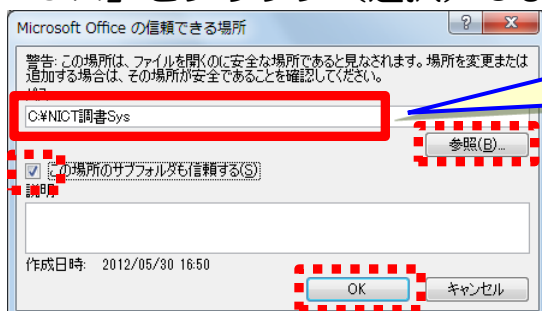 Microsoft Office の信頼できる場所
警告: この場所は、ファイルを開くのに安全な場所であると見なされます。場所を変更または
追加する場合は、その場所が安全であることを確認してください。
C:¥NICT調書Sys
参照(B)...
この場所のサブフォルダも信頼する(S)
説明:
作成日時: 2012/05/30 16:50
OK
キャンセル